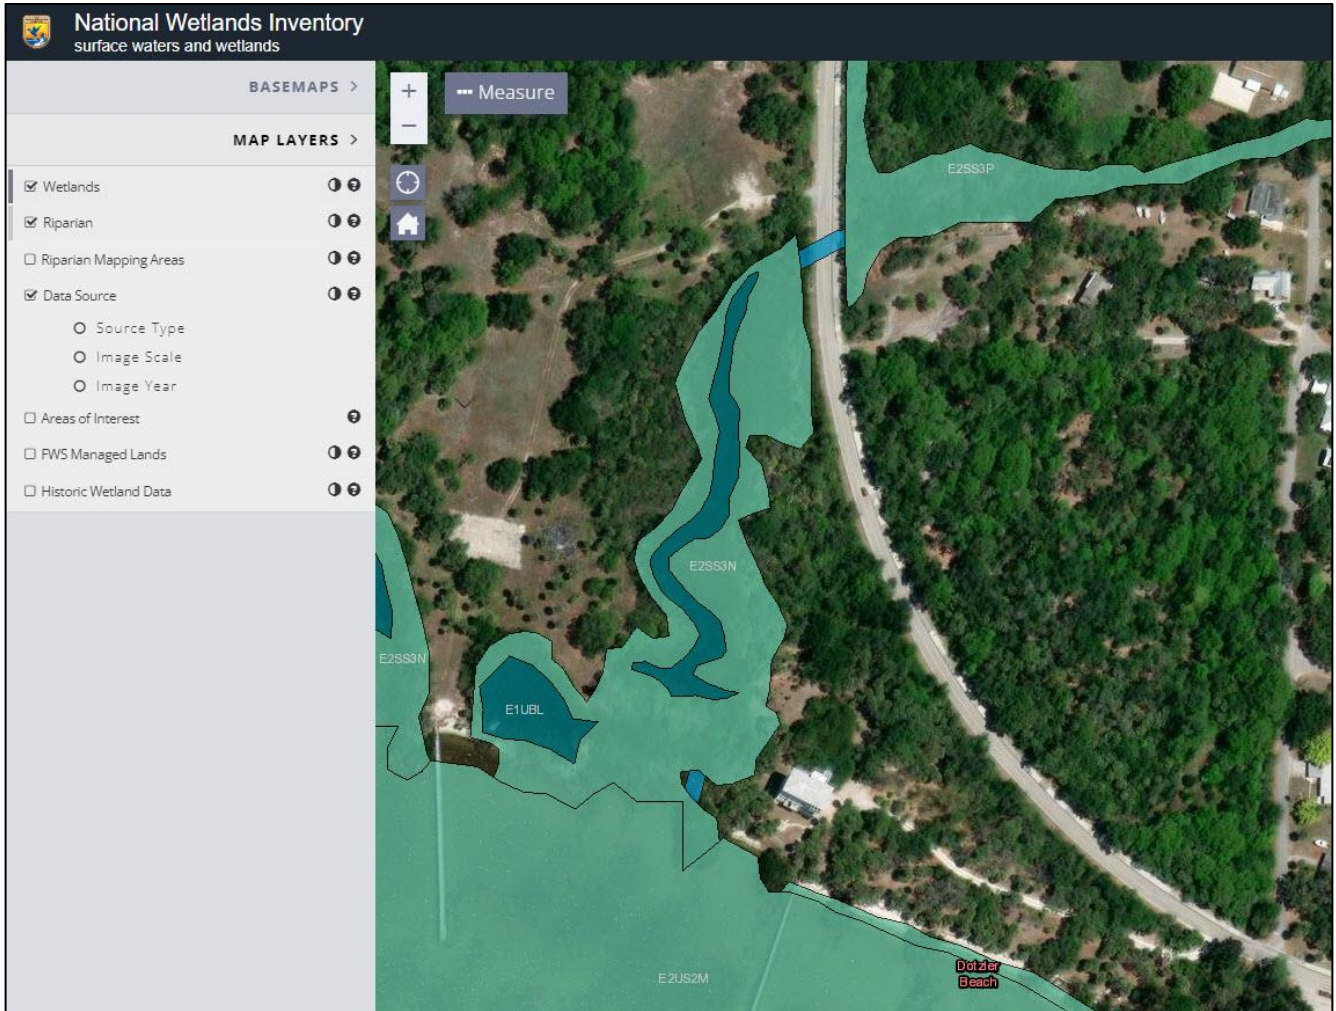 National Wetlands Inventory
surface waters and wetlands
BASEMAPS >
MAP LAYERS >
Wetlands
Riparian
Riparian Mapping Areas
Data Source
Source Type
Image Scale
Image Year
Areas of Interest
FWS Managed Lands
Historic Wetland Data
+
−
Measure
E2SS3P
E2SS3N
E2SS3N
E1UBL
E2US2M
Dotzler
Beach